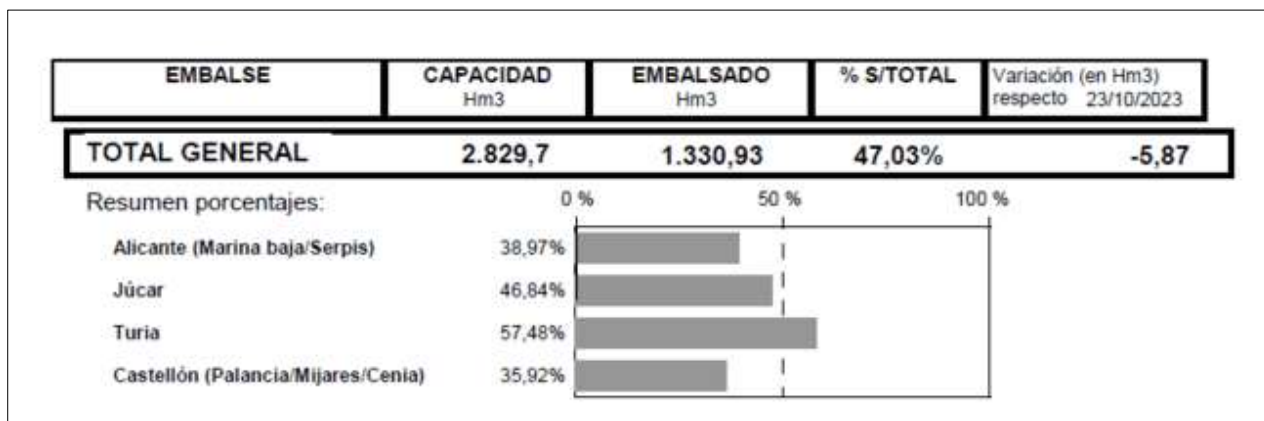 EMBALSE CAPACIDAD EMBALSADO % S/TOTAL Variación (en Hm3)
Hm3 Hm3 respecto 23/10/2023
TOTAL GENERAL 2.829,7 1.330,93 47,03% -5,87
Resumen porcentajes: 0 % 50 % 100 %
Alicante (Marina baja/Serpis) 38,97%
Júcar 46,84%
Turia 57,48%
Castellón (Palancia/Mijares/Cenia) 35,92%